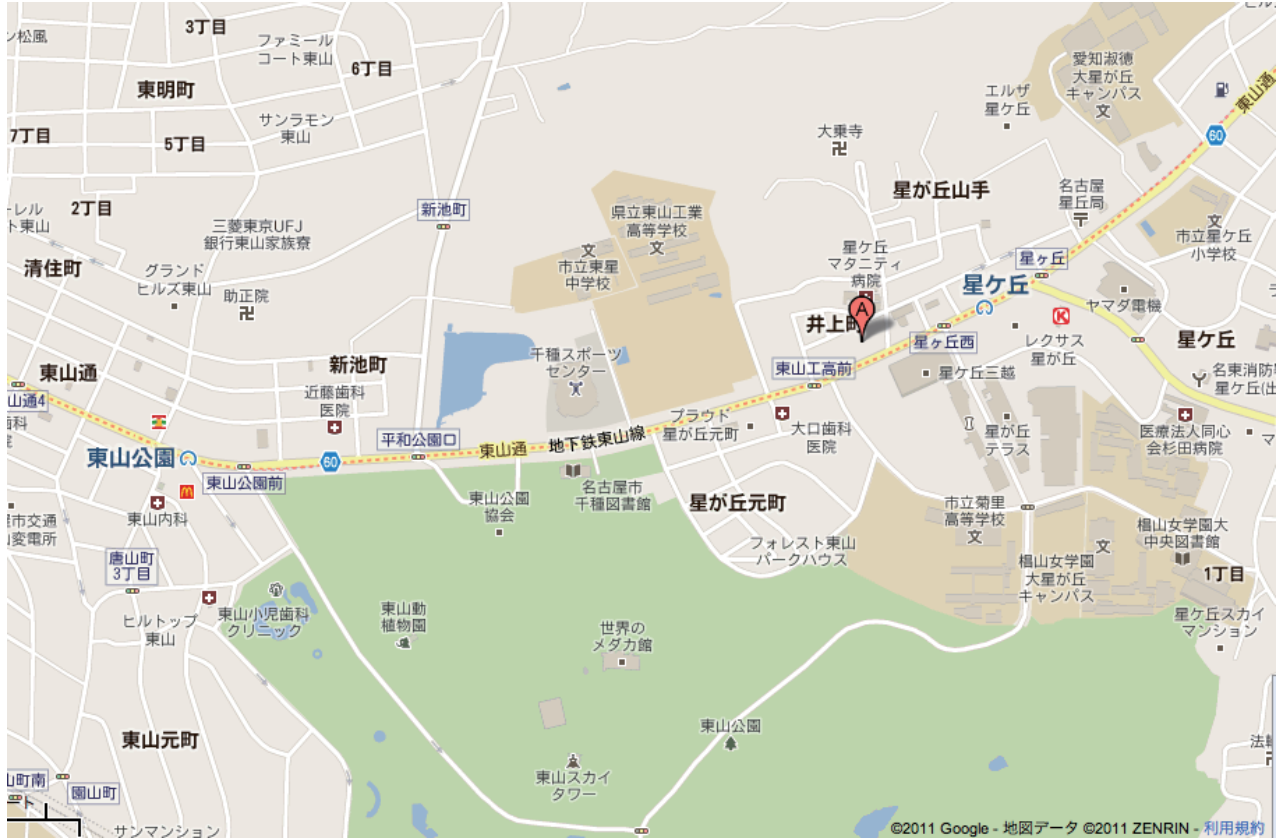 3丁目
ファミール
コート東山
6丁目
東明町
サンラモン
東山
7丁目
5丁目
2丁目
三菱東京UFJ
銀行東山家族寮
清住町
グランド
ヒルズ東山
助正院
新池町
東山通
新池町
近藤歯科
医院
平和公園口
東山公園
東山公園前
60
東山通
地下鉄東山線
東山内科
唐山町
3丁目
ヒルトップ
東山
東山小児歯科
クリニック
東山元町
園山町
サンマンション
県立東山工業
高等学校
市立東星
中学校
千種スポーツ
センター
プラウド
星が丘元町
名古屋市
千種図書館
東山公園
協会
東山動
植物園
世界の
メダカ館
東山スカイ
タワー
東山公園
星が丘元町
フォレスト東山
パークハウス
大口歯科
医院
東山工高前
井上町
A
星ケ丘
マタニティ
病院
大乗寺
星が丘山手
エルザ
星ケ丘
愛知淑徳
大星が丘
キャンパス
東山通
60
名古屋
星丘局
市立星ケ丘
小学校
星ヶ丘
星ケ丘
星ヶ丘西
ヤマダ電機
K
レクサス
星が丘
星ケ丘
星ケ丘三越
星が丘
テラス
医療法人同心
会杉田病院
市立菊里
高等学校
椙山女学園
大星が丘
キャンパス
椙山女学園大
中央図書館
1丁目
星ケ丘スカイ
マンション
©2011 Google - 地図データ ©2011 ZENRIN - 利用規約